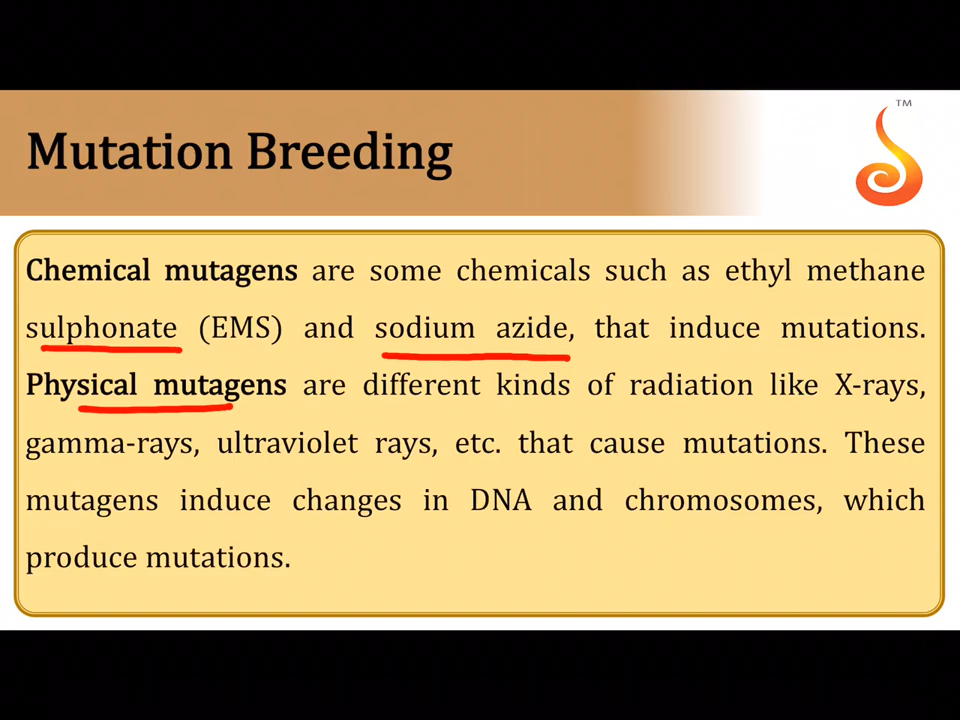 TM
Mutation Breeding
Chemical mutagens are some chemicals such as ethyl methane
sulphonate (EMS) and sodium azide, that induce mutations.
Physical mutagens are different kinds of radiation like X-rays,
gamma-rays, ultraviolet rays, etc. that cause mutations. These
mutagens induce changes in DNA and chromosomes, which
produce mutations.